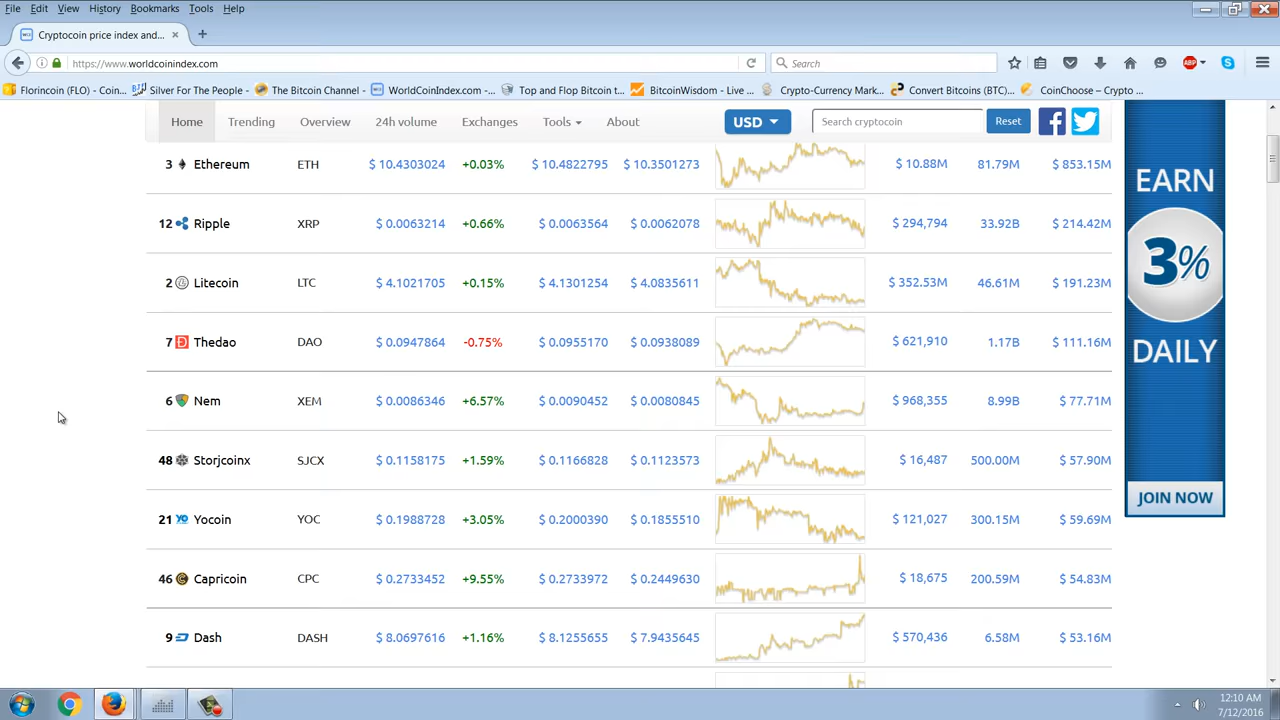 File Edit View History Bookmarks Tools Help
Cryptocoin price index and...
https://www.worldcoinindex.com Search
Florincoin (FLO) - Coin... Silver For The People - ... The Bitcoin Channel - ... WorldCoinIndex.com -... Top and Flop Bitcoin t... BitcoinWisdom - Live ... Crypto-Currency Mark... Convert Bitcoins (BTC)... CoinChoose – Crypto ...
Home Trending Overview 24h volume Exchanges Tools About USD Search cryptocoin Reset
3 Ethereum ETH $ 10.4303024 +0.03% $ 10.4822795 $ 10.3501273 $ 10.88M 81.79M $ 853.15M
12 Ripple XRP $ 0.0063214 +0.66% $ 0.0063564 $ 0.0062078 $ 294,794 33.92B $ 214.42M
2 Litecoin LTC $ 4.1021705 +0.15% $ 4.1301254 $ 4.0835611 $ 352.53M 46.61M $ 191.23M
7 Thedao DAO $ 0.0947864 -0.75% $ 0.0955170 $ 0.0938089 $ 621,910 1.17B $ 111.16M
6 Nem XEM $ 0.0086346 +6.57% $ 0.0090452 $ 0.0080845 $ 968,355 8.99B $ 77.71M
48 Storjcoinx SJCX $ 0.1158175 +1.59% $ 0.1166828 $ 0.1123573 $ 16,487 500.00M $ 57.90M
21 Yocoin YOC $ 0.1988728 +3.05% $ 0.2000390 $ 0.1855510 $ 121,027 300.15M $ 59.69M
46 Capricoin CPC $ 0.2733452 +9.55% $ 0.2733972 $ 0.2449630 $ 18,675 200.59M $ 54.83M
9 Dash DASH $ 8.0697616 +1.16% $ 8.1255655 $ 7.9435645 $ 570,436 6.58M $ 53.16M
EARN
3%
DAILY
JOIN NOW
12:10 AM
7/12/2016